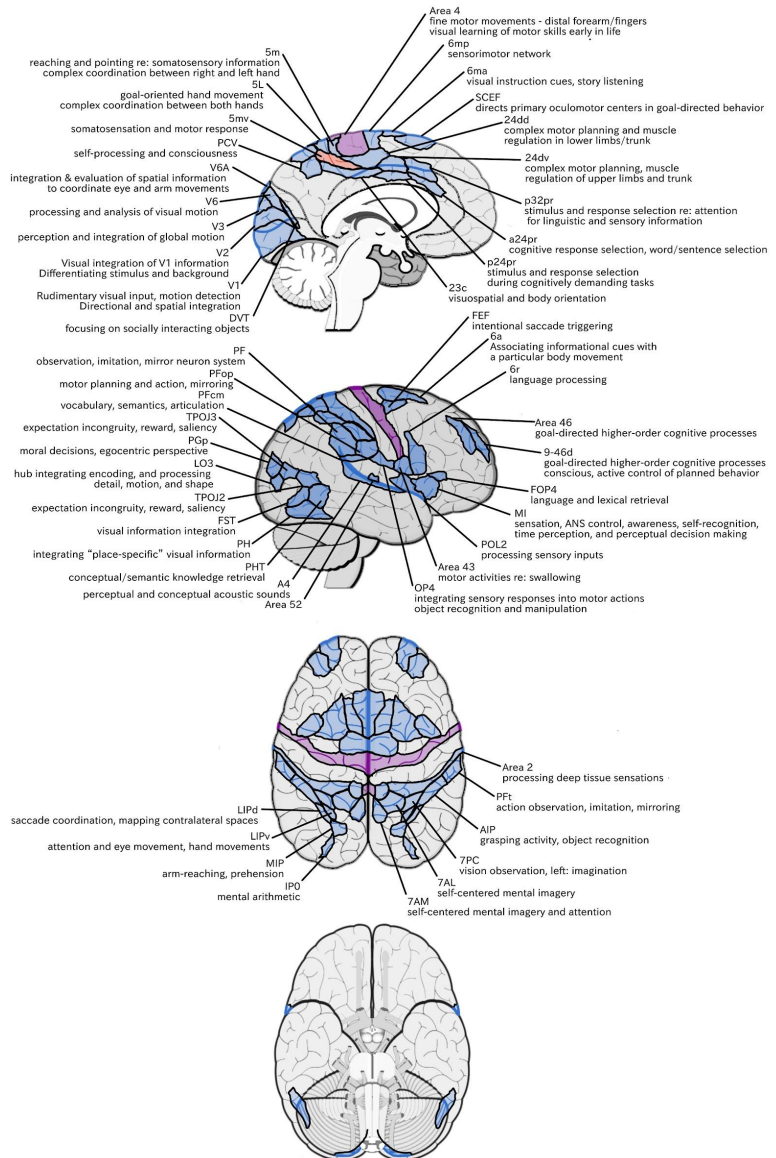 Area 4
fine motor movements - distal forearm/fingers
visual learning of motor skills early in life
6mp
sensorimotor network
6ma
visual instruction cues, story listening
SCEF
directs primary oculomotor centers in goal-directed behavior
24dd
complex motor planning and muscle
regulation in lower limbs/trunk
24dv
complex motor planning, muscle
regulation of upper limbs and trunk
p32pr
stimulus and response selection re: attention
for linguistic and sensory information
a24pr
cognitive response selection, word/sentence selection
p24pr
stimulus and response selection
during cognitively demanding tasks
23c
visuospatial and body orientation
5m
reaching and pointing re: somatosensory information
complex coordination between right and left hand
5L
goal-oriented hand movement
complex coordination between both hands
5mv
somatosensation and motor response
PCV
self-processing and consciousness
V6A
integration & evaluation of spatial information
to coordinate eye and arm movements
V6
processing and analysis of visual motion
V3
perception and integration of global motion
V2
Visual integration of V1 information
Differentiating stimulus and background
V1
Rudimentary visual input, motion detection
Directional and spatial integration
DVT
focusing on socially interacting objects
FEF
intentional saccade triggering
6a
Associating informational cues with
a particular body movement
6r
language processing
Area 46
goal-directed higher-order cognitive processes
9-46d
goal-directed higher-order cognitive processes
conscious, active control of planned behavior
FOP4
language and lexical retrieval
MI
sensation, ANS control, awareness, self-recognition,
time perception, and perceptual decision making
POL2
processing sensory inputs
Area 43
motor activities re: swallowing
OP4
integrating sensory responses into motor actions
object recognition and manipulation
PF
observation, imitation, mirror neuron system
PFop
motor planning and action, mirroring
PFcm
vocabulary, semantics, articulation
TPOJ3
expectation incongruity, reward, saliency
PGp
moral decisions, egocentric perspective
LO3
hub integrating encoding, and processing
detail, motion, and shape
TPOJ2
expectation incongruity, reward, saliency
FST
visual information integration
PH
integrating “place-specific” visual information
PHT
conceptual/semantic knowledge retrieval
A4
perceptual and conceptual acoustic sounds
Area 52
Area 2
processing deep tissue sensations
PFt
action observation, imitation, mirroring
AIP
grasping activity, object recognition
7PC
vision observation, left: imagination
7AL
self-centered mental imagery
7AM
self-centered mental imagery and attention
LIPd
saccade coordination, mapping contralateral spaces
LIPv
attention and eye movement, hand movements
MIP
arm-reaching, prehension
IP0
mental arithmetic